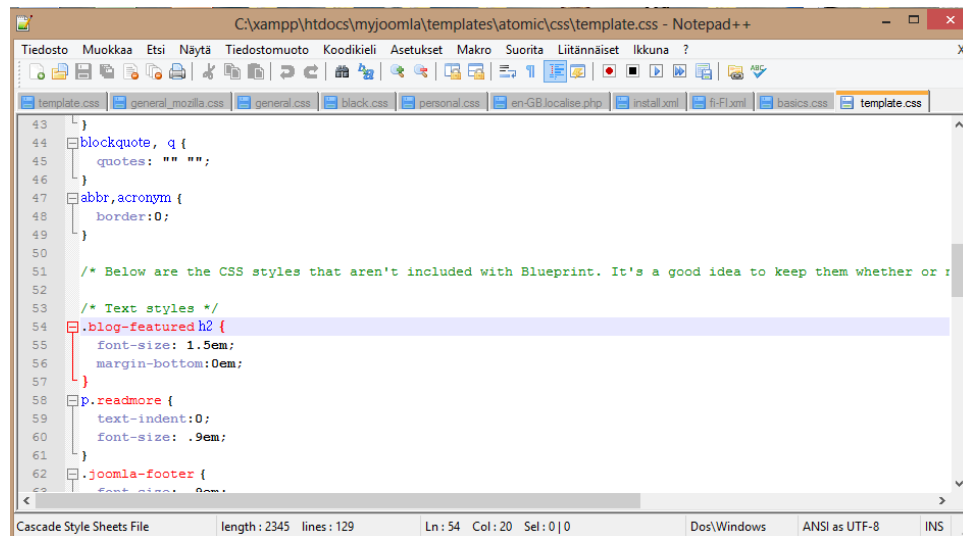 C:\xampp\htdocs\myjoomla\templates\atomic\css\template.css - Notepad++
Tiedosto Muokkaa Etsi Näytä Tiedostomuoto Koodikieli Asetukset Makro Suorita Liitännäiset Ikkuna ? X
template.css general_mozilla.css general.css black.css personal.css en-GB.localise.php install.xml fi-FI.xml basics.css template.css
43 }
44 blockquote, q {
45 quotes: "" "";
46 }
47 abbr,acronym {
48 border:0;
49 }
50
51 /* Below are the CSS styles that aren't included with Blueprint. It's a good idea to keep them whether or
52
53 /* Text styles */
54 .blog-featured h2 {
55 font-size: 1.5em;
56 margin-bottom:0em;
57 }
58 p.readmore {
59 text-indent:0;
60 font-size: .9em;
61 }
62 .joomla-footer {
63 font-size: .9em;
Cascade Style Sheets File length : 2345 lines : 129 Ln : 54 Col : 20 Sel : 0 | 0 Dos\Windows ANSI as UTF-8 INS